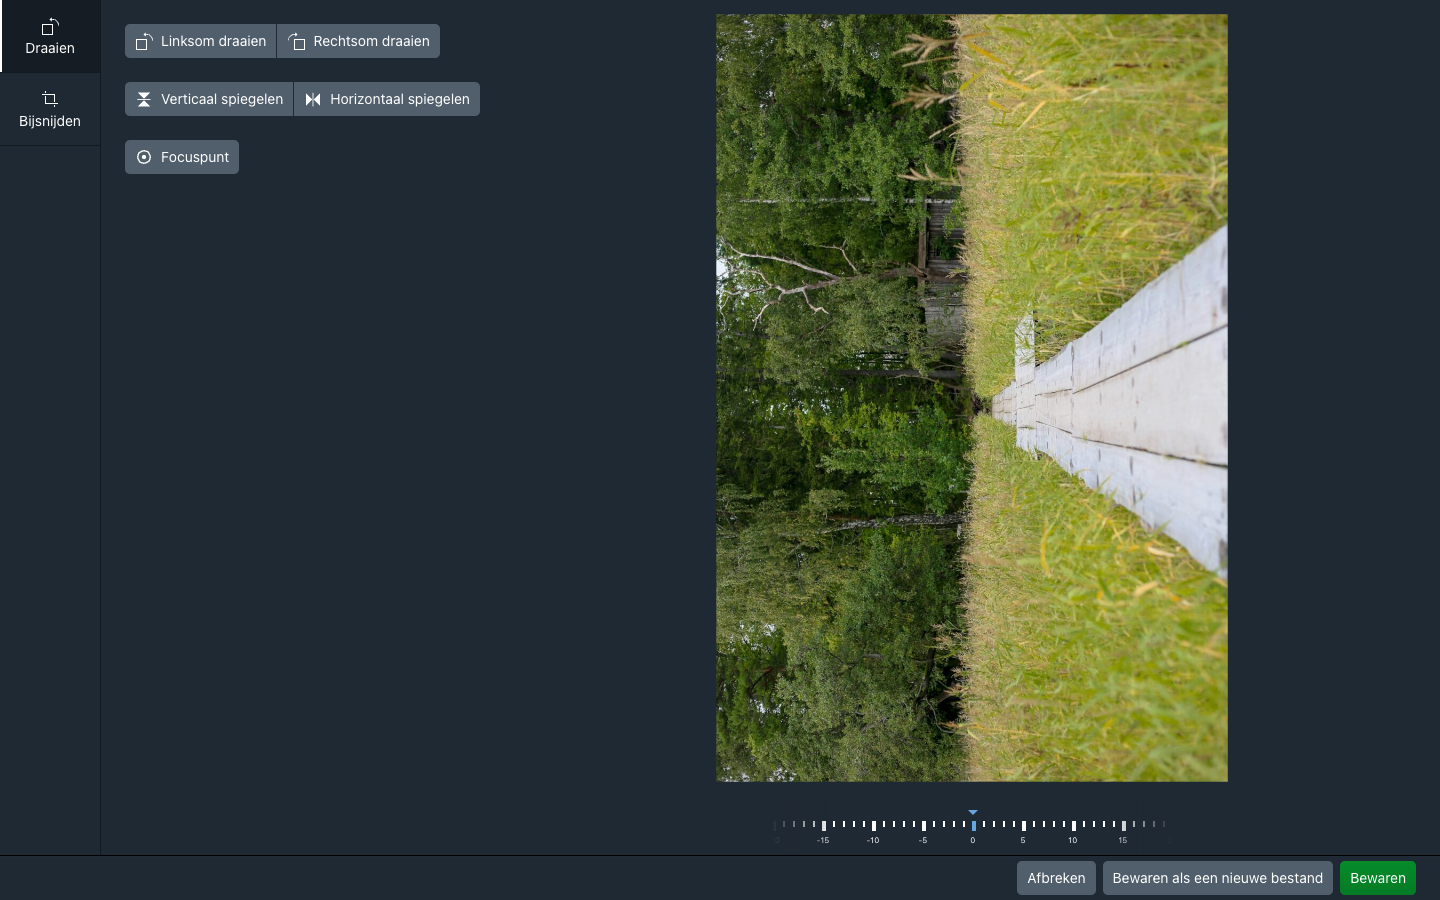 Draaien
Bijsnijden
Linksom draaien
Rechtsom draaien
Verticaal spiegelen
Horizontaal spiegelen
Focuspunt
-15 -10 -5 0 5 10 15
Afbreken
Bewaren als een nieuwe bestand
Bewaren